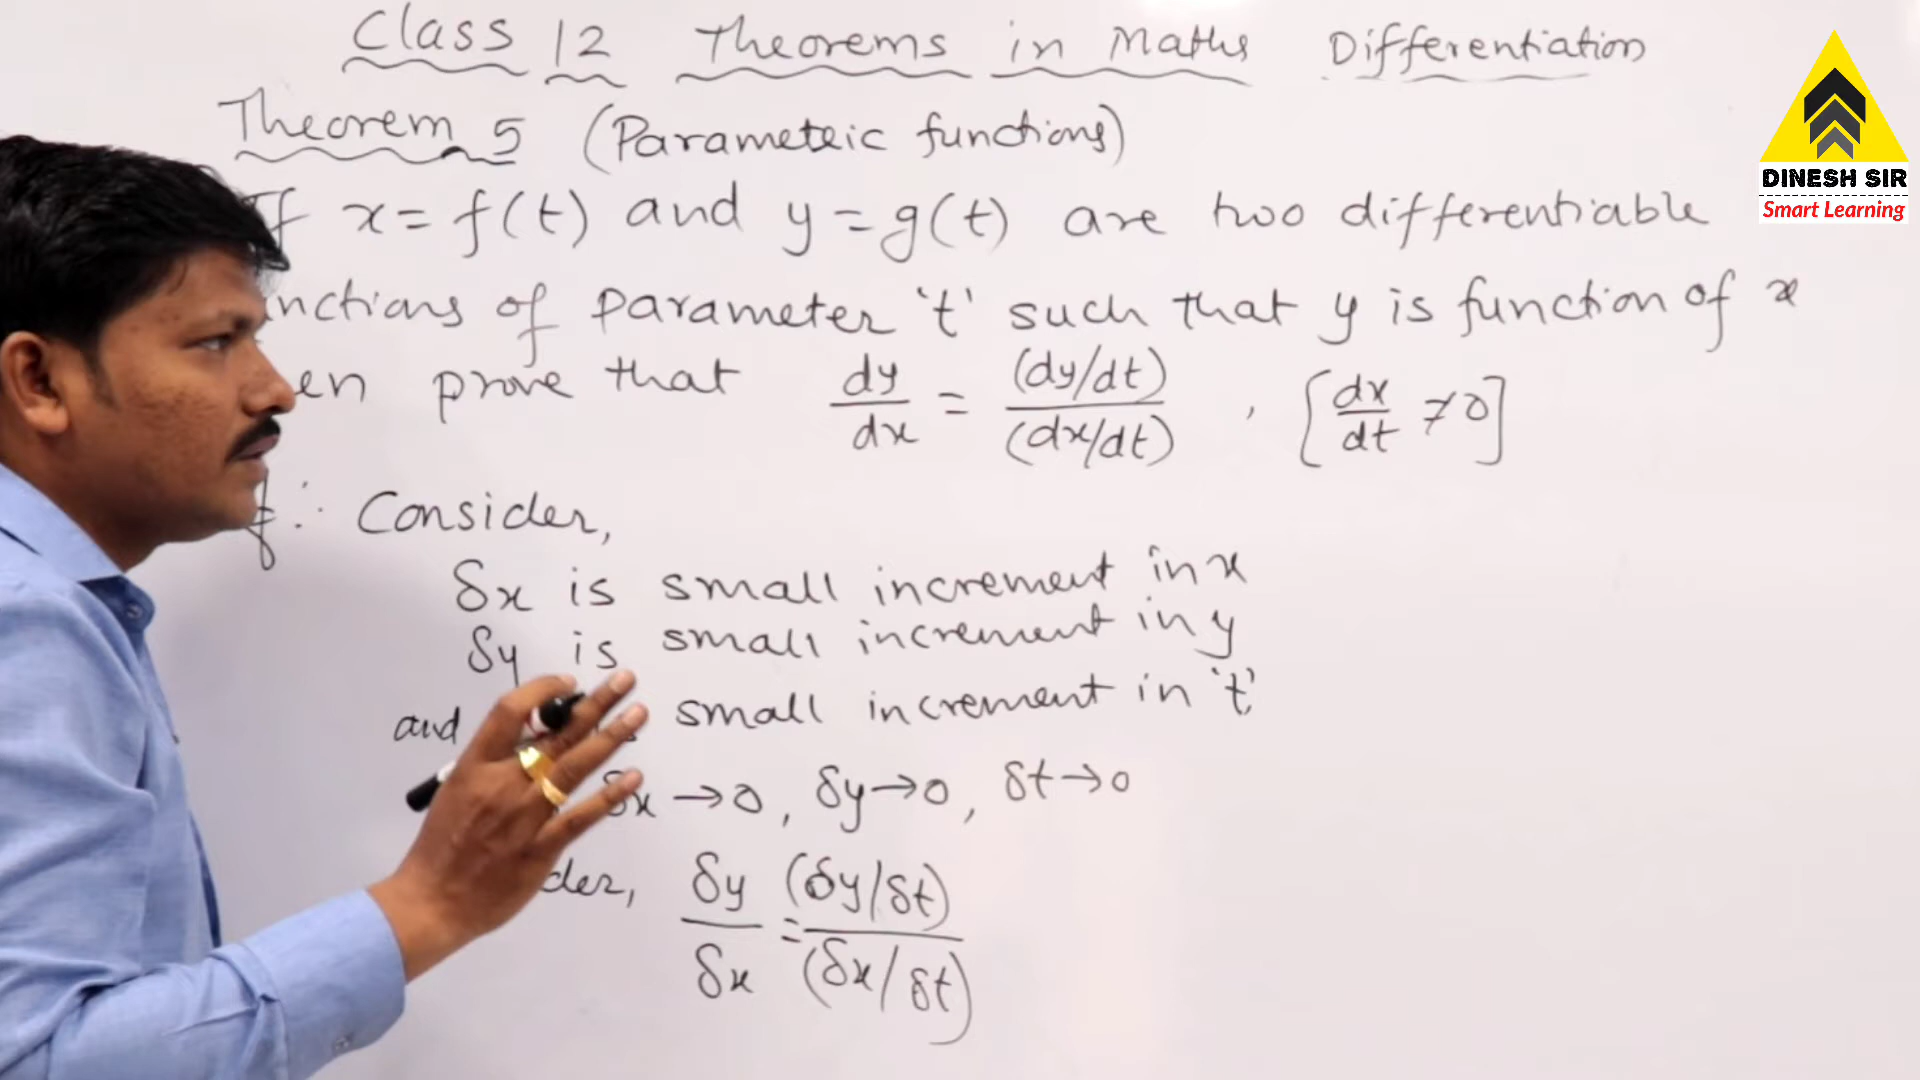 Class 12 Theorems in Maths Differentiation
Theorem 5 (Parametric functions)
If x = f(t) and y = g(t) are two differentiable
nctions of parameter 't' such that y is function of x
en prove that dy/dx = (dy/dt)/(dx/dt) , [dx/dt ≠ 0]
f : Consider,
δx is small increment in x
δy is small increment in y
and small increment in 't'
δx → 0, δy → 0, δt → 0
der, δy/δx = (δy/δt)/(δx/δt)
DINESH SIR
Smart Learning